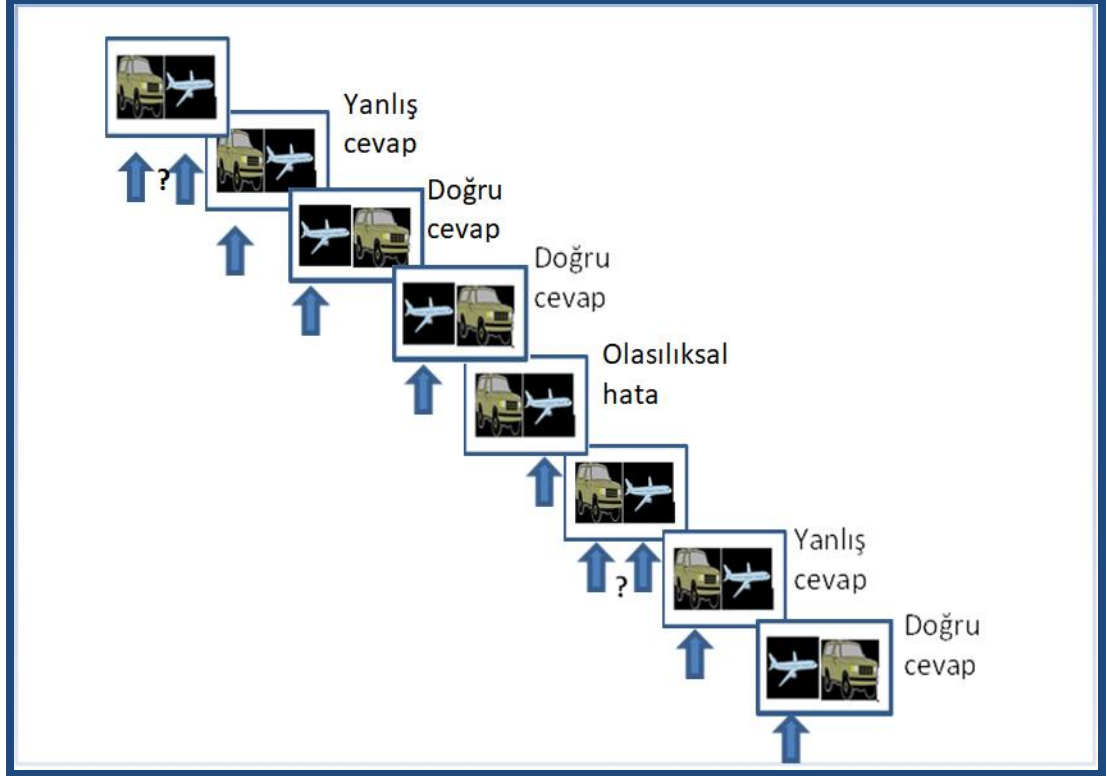 Yanlış
cevap
?
Doğru
cevap
Doğru
cevap
Olasılıksal
hata
?
Yanlış
cevap
Doğru
cevap